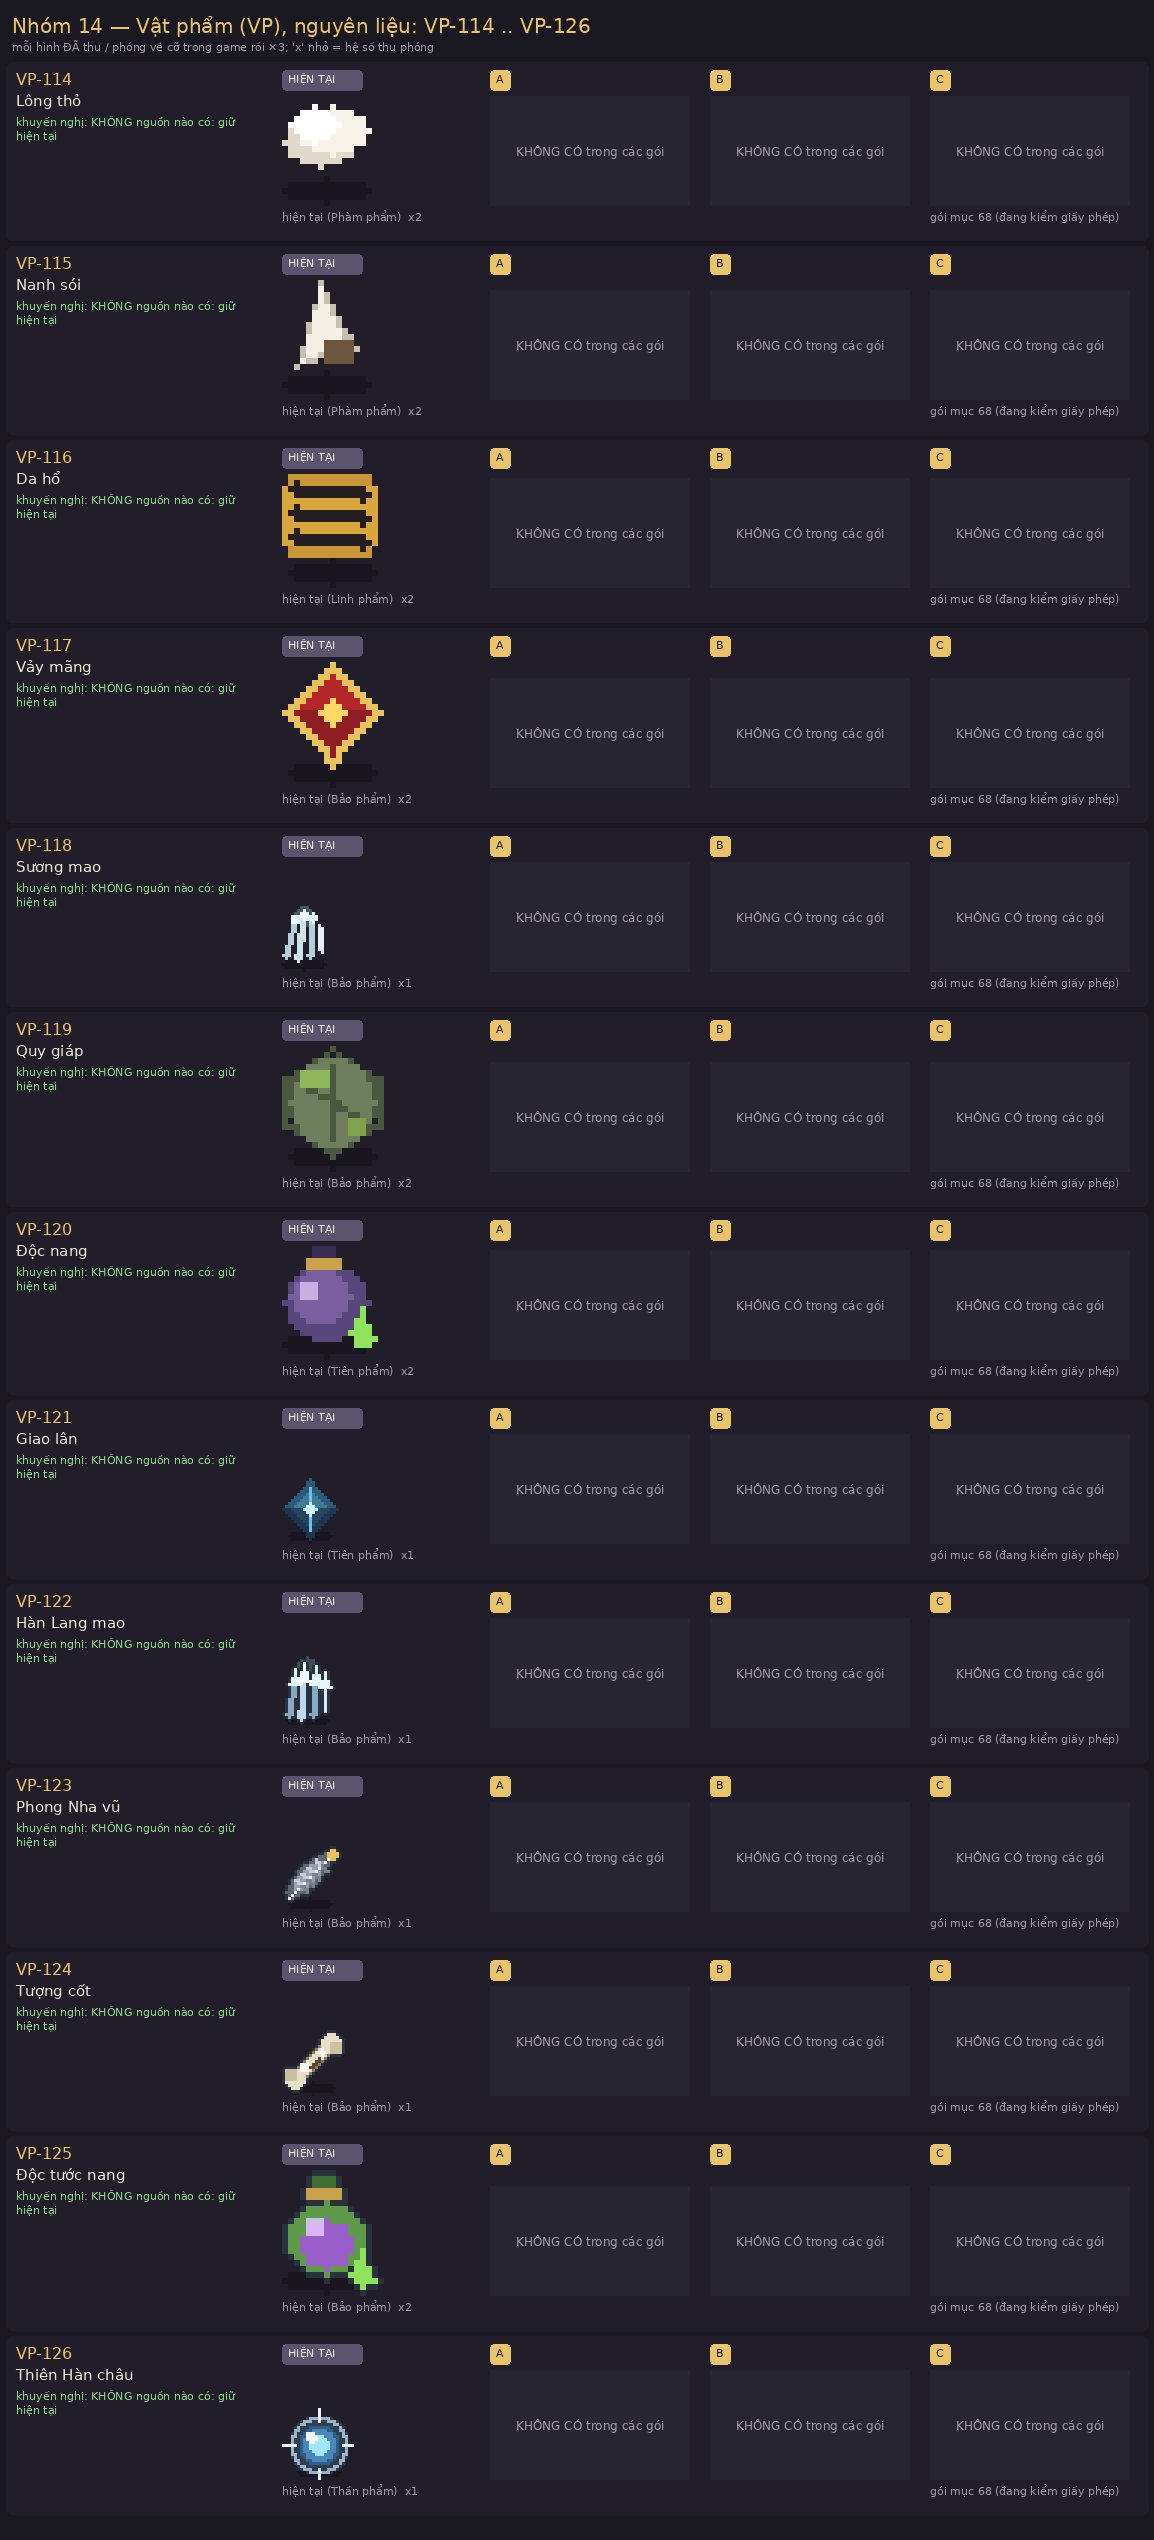 Nhóm 14 — Vật phẩm (VP), nguyên liệu: VP-114 .. VP-126
mỗi hình ĐÃ thu / phóng về cỡ trong game rồi ×3; 'x' nhỏ = hệ số thu phóng
VP-114
Lông thỏ
khuyến nghị: KHÔNG nguồn nào có: giữ
hiện tại
HIỆN TẠI
hiện tại (Phàm phẩm) x2
A
KHÔNG CÓ trong các gói
B
KHÔNG CÓ trong các gói
C
KHÔNG CÓ trong các gói
gói mục 68 (đang kiểm giấy phép)
VP-115
Nanh sói
khuyến nghị: KHÔNG nguồn nào có: giữ
hiện tại
HIỆN TẠI
hiện tại (Phàm phẩm) x2
A
KHÔNG CÓ trong các gói
B
KHÔNG CÓ trong các gói
C
KHÔNG CÓ trong các gói
gói mục 68 (đang kiểm giấy phép)
VP-116
Da hổ
khuyến nghị: KHÔNG nguồn nào có: giữ
hiện tại
HIỆN TẠI
hiện tại (Linh phẩm) x2
A
KHÔNG CÓ trong các gói
B
KHÔNG CÓ trong các gói
C
KHÔNG CÓ trong các gói
gói mục 68 (đang kiểm giấy phép)
VP-117
Vảy mãng
khuyến nghị: KHÔNG nguồn nào có: giữ
hiện tại
HIỆN TẠI
hiện tại (Bảo phẩm) x2
A
KHÔNG CÓ trong các gói
B
KHÔNG CÓ trong các gói
C
KHÔNG CÓ trong các gói
gói mục 68 (đang kiểm giấy phép)
VP-118
Sương mao
khuyến nghị: KHÔNG nguồn nào có: giữ
hiện tại
HIỆN TẠI
hiện tại (Bảo phẩm) x1
A
KHÔNG CÓ trong các gói
B
KHÔNG CÓ trong các gói
C
KHÔNG CÓ trong các gói
gói mục 68 (đang kiểm giấy phép)
VP-119
Quy giáp
khuyến nghị: KHÔNG nguồn nào có: giữ
hiện tại
HIỆN TẠI
hiện tại (Bảo phẩm) x2
A
KHÔNG CÓ trong các gói
B
KHÔNG CÓ trong các gói
C
KHÔNG CÓ trong các gói
gói mục 68 (đang kiểm giấy phép)
VP-120
Độc nang
khuyến nghị: KHÔNG nguồn nào có: giữ
hiện tại
HIỆN TẠI
hiện tại (Tiên phẩm) x2
A
KHÔNG CÓ trong các gói
B
KHÔNG CÓ trong các gói
C
KHÔNG CÓ trong các gói
gói mục 68 (đang kiểm giấy phép)
VP-121
Giao lân
khuyến nghị: KHÔNG nguồn nào có: giữ
hiện tại
HIỆN TẠI
hiện tại (Tiên phẩm) x1
A
KHÔNG CÓ trong các gói
B
KHÔNG CÓ trong các gói
C
KHÔNG CÓ trong các gói
gói mục 68 (đang kiểm giấy phép)
VP-122
Hàn Lang mao
khuyến nghị: KHÔNG nguồn nào có: giữ
hiện tại
HIỆN TẠI
hiện tại (Bảo phẩm) x1
A
KHÔNG CÓ trong các gói
B
KHÔNG CÓ trong các gói
C
KHÔNG CÓ trong các gói
gói mục 68 (đang kiểm giấy phép)
VP-123
Phong Nha vũ
khuyến nghị: KHÔNG nguồn nào có: giữ
hiện tại
HIỆN TẠI
hiện tại (Bảo phẩm) x1
A
KHÔNG CÓ trong các gói
B
KHÔNG CÓ trong các gói
C
KHÔNG CÓ trong các gói
gói mục 68 (đang kiểm giấy phép)
VP-124
Tượng cốt
khuyến nghị: KHÔNG nguồn nào có: giữ
hiện tại
HIỆN TẠI
hiện tại (Bảo phẩm) x1
A
KHÔNG CÓ trong các gói
B
KHÔNG CÓ trong các gói
C
KHÔNG CÓ trong các gói
gói mục 68 (đang kiểm giấy phép)
VP-125
Độc tước nang
khuyến nghị: KHÔNG nguồn nào có: giữ
hiện tại
HIỆN TẠI
hiện tại (Bảo phẩm) x2
A
KHÔNG CÓ trong các gói
B
KHÔNG CÓ trong các gói
C
KHÔNG CÓ trong các gói
gói mục 68 (đang kiểm giấy phép)
VP-126
Thiên Hàn châu
khuyến nghị: KHÔNG nguồn nào có: giữ
hiện tại
HIỆN TẠI
hiện tại (Thần phẩm) x1
A
KHÔNG CÓ trong các gói
B
KHÔNG CÓ trong các gói
C
KHÔNG CÓ trong các gói
gói mục 68 (đang kiểm giấy phép)